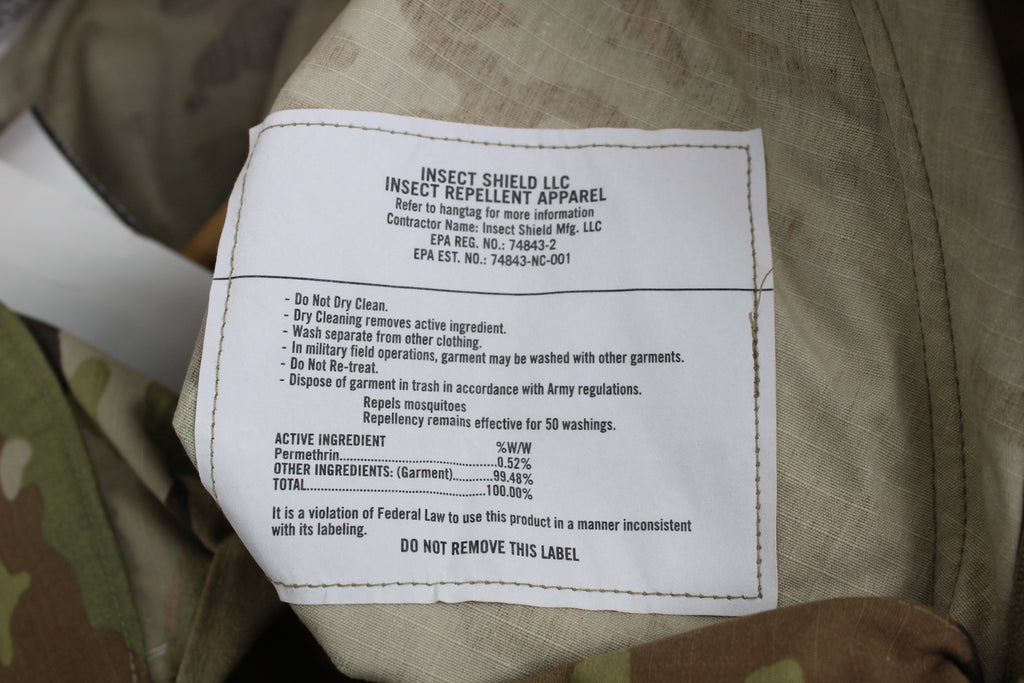 INSECT SHIELD LLC
INSECT REPELLENT APPAREL
Refer to hangtag for more information
Contractor Name: Insect Shield Mfg. LLC
EPA REG. NO.: 74843-2
EPA EST. NO.: 74843-NC-001
- Do Not Dry Clean.
- Dry Cleaning removes active ingredient.
- Wash separate from other clothing.
- In military field operations, garment may be washed with other garments.
- Do Not Re-treat.
- Dispose of garment in trash in accordance with Army regulations.
Repels mosquitoes
Repellency remains effective for 50 washings.
ACTIVE INGREDIENT %W/W
Permethrin..........................................0.52%
OTHER INGREDIENTS: (Garment)...........99.48%
TOTAL.................................................100.00%
It is a violation of Federal Law to use this product in a manner inconsistent
with its labeling.
DO NOT REMOVE THIS LABEL